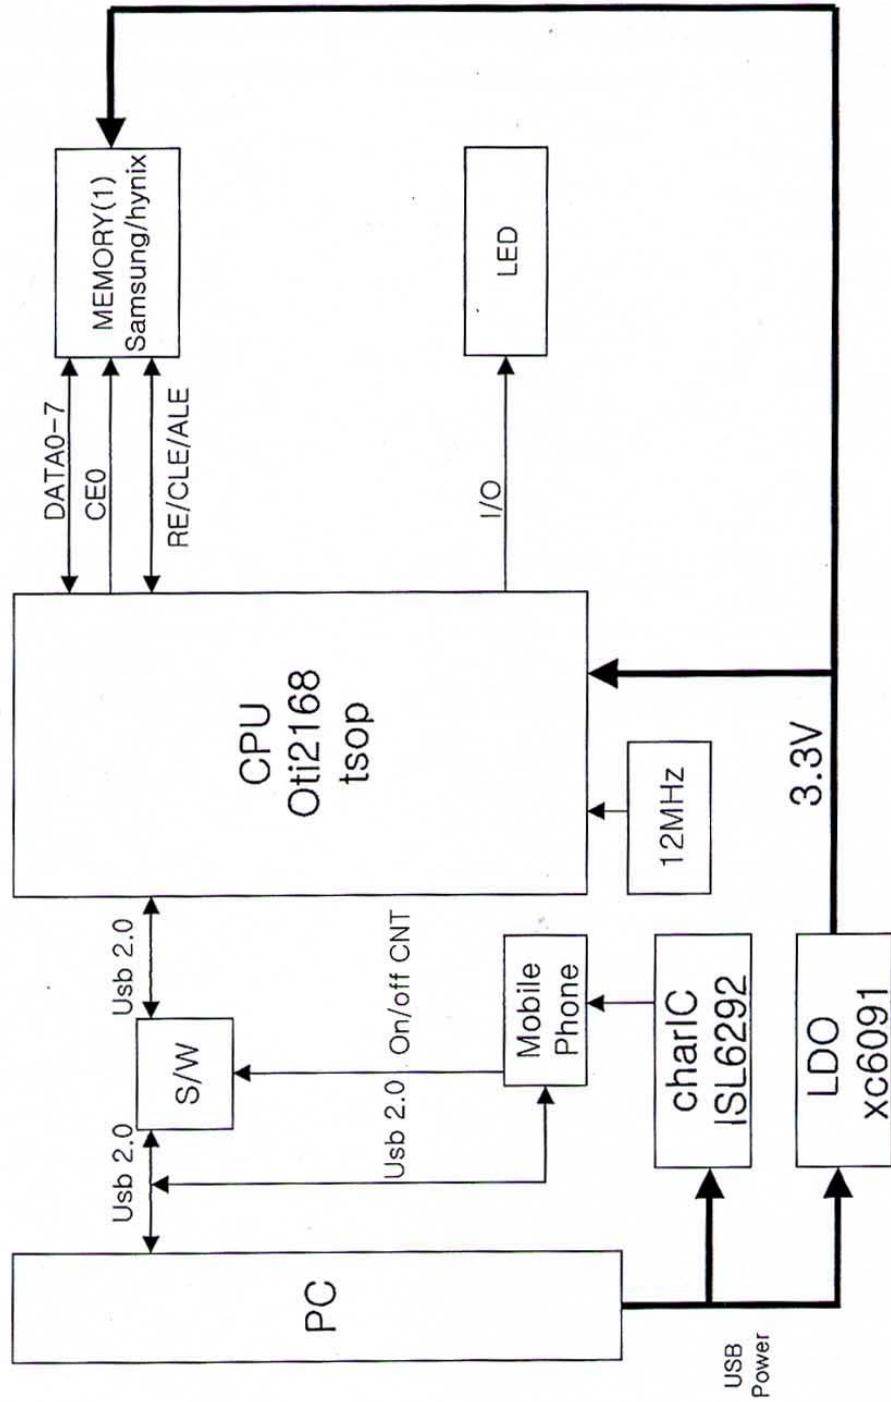 PC
USB
Power
Usb 2.0
S/W
Usb 2.0
Usb 2.0
On/off CNT
Mobile
Phone
charIC
ISL6292
LDO
xc6091
3.3V
12MHz
CPU
Oti2168
tsop
DATA0-7
CE0
RE/CLE/ALE
I/O
MEMORY(1)
Samsung/hynix
LED